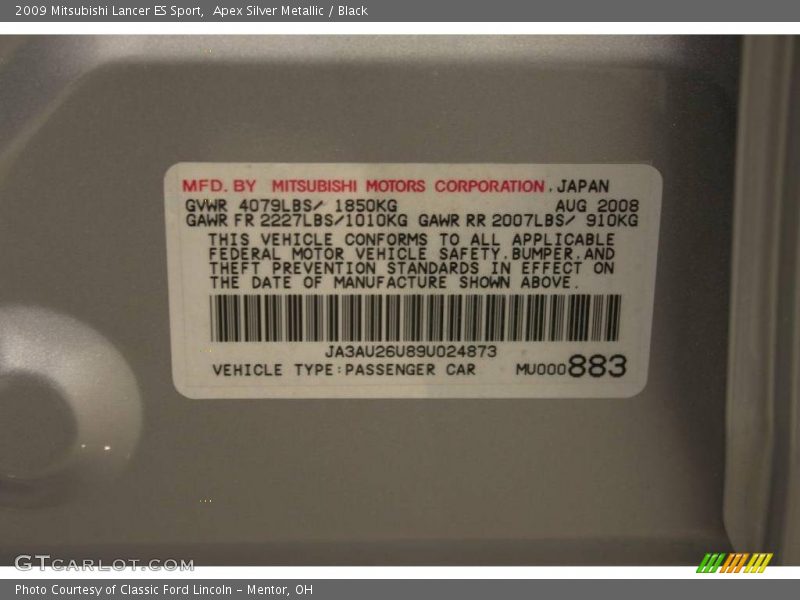 2009 Mitsubishi Lancer ES Sport,  Apex Silver Metallic / Black
MFD. BY MITSUBISHI MOTORS CORPORATION, JAPAN
GVWR 4079LBS/ 1850KG AUG 2008
GAWR FR 2227LBS/1010KG GAWR RR 2007LBS/ 910KG
THIS VEHICLE CONFORMS TO ALL APPLICABLE
FEDERAL MOTOR VEHICLE SAFETY,BUMPER,AND
THEFT PREVENTION STANDARDS IN EFFECT ON
THE DATE OF MANUFACTURE SHOWN ABOVE.
JA3AU26U89U024873
VEHICLE TYPE:PASSENGER CAR MU000883
GTCARLOT.COM
Photo Courtesy of Classic Ford Lincoln - Mentor, OH